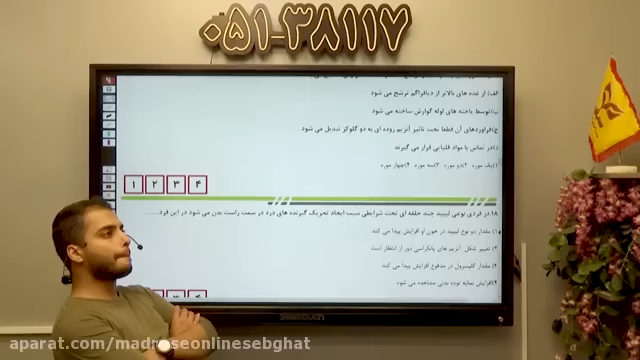 ۰۵۱-۳۸۱۱۷
الف) از غده های بالاتر از دیافراگم ترشح می شود
ب) توسط یاخته های لوله گوارش ساخته می شود
ج) فراوردهای آن قطعا تحت تاثیر آنزیم روده ای به دو گلوکز تبدیل می شود
د) در تماس با مواد قلیایی قرار می گیرند
۱) یک مورد ۲) دو مورد ۳) سه مورد ۴) چهار مورد
۱ ۲ ۳ ۴
۱۸. در فردی نوعی لیپید چند حلقه ای تحت شرایطی سبب ایجاد تحریک گیرنده های درد در سمت راست بدن می شود در این فرد........
۱) مقدار دو نوع لیپید در خون او افزایش پیدا می کند
۲) تغییر شکل آنزیم های پانکراسی دور از انتظار است
۳) مقدار گلیسرول در مدفوع افزایش پیدا می کند
۴) افزایش نمایه توده بدنی مشاهده می شود
aparat.com/madreseonlinesebghat